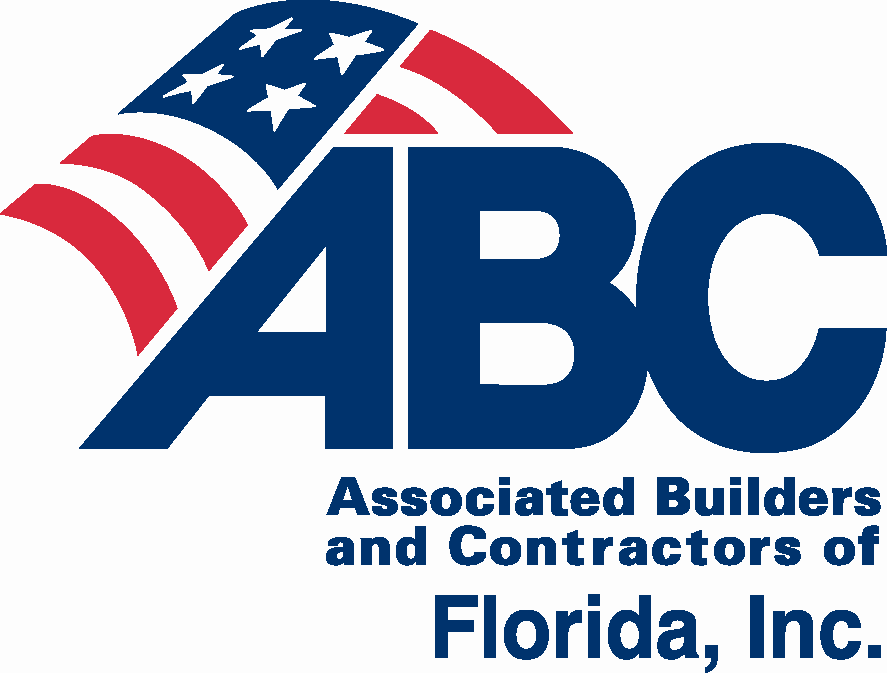 ABC
Associated Builders
and Contractors of
Florida, Inc.